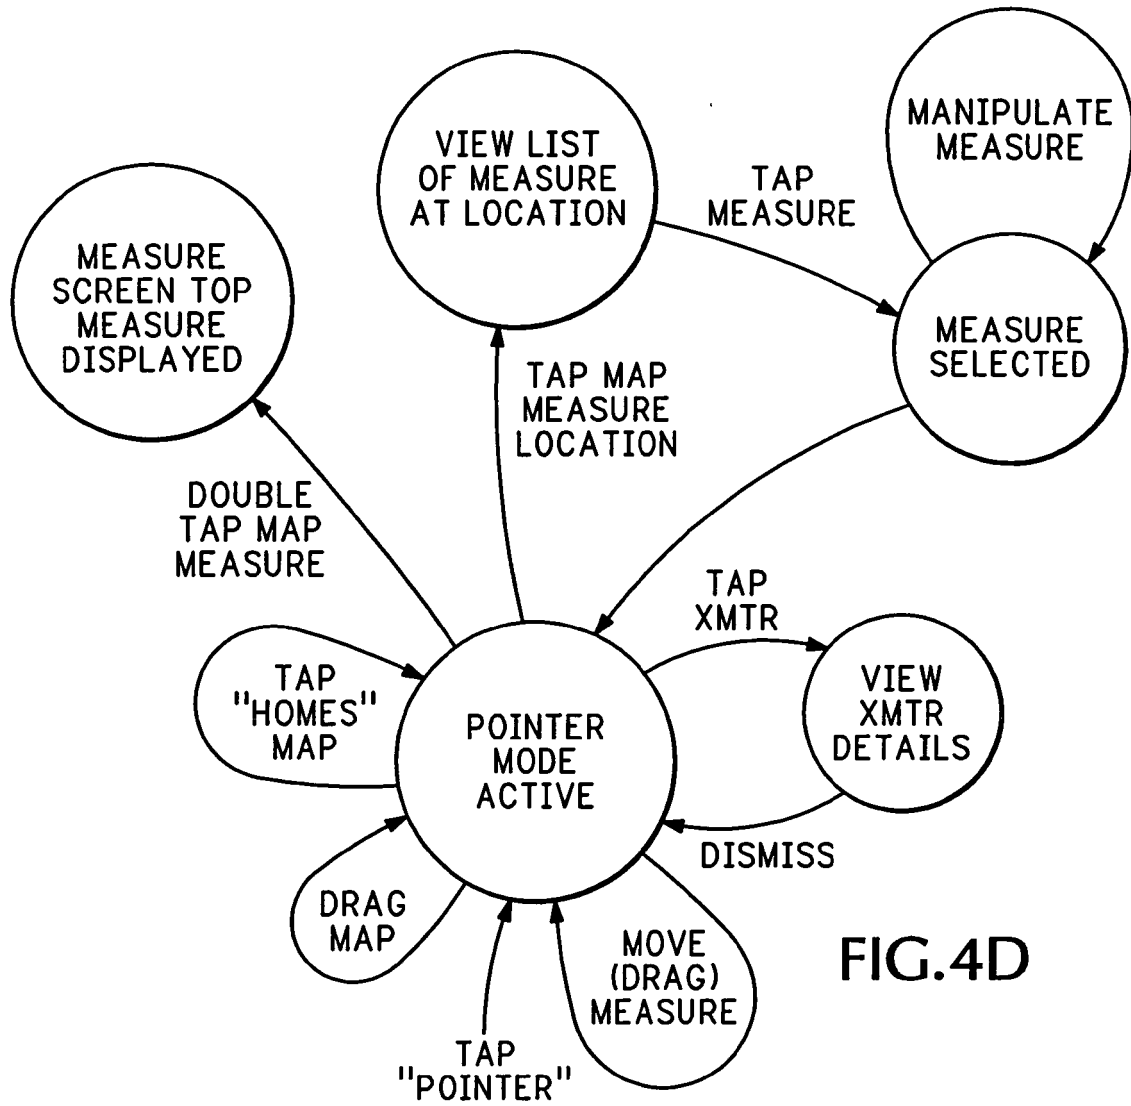 MANIPULATE
MEASURE
VIEW LIST
OF MEASURE
AT LOCATION
TAP
MEASURE
MEASURE
SCREEN TOP
MEASURE
DISPLAYED
MEASURE
SELECTED
TAP MAP
MEASURE
LOCATION
DOUBLE
TAP MAP
MEASURE
TAP
XMTR
TAP
"HOMES"
MAP
POINTER
MODE
ACTIVE
VIEW
XMTR
DETAILS
DISMISS
DRAG
MAP
MOVE
(DRAG)
MEASURE
TAP
"POINTER"
FIG.4D